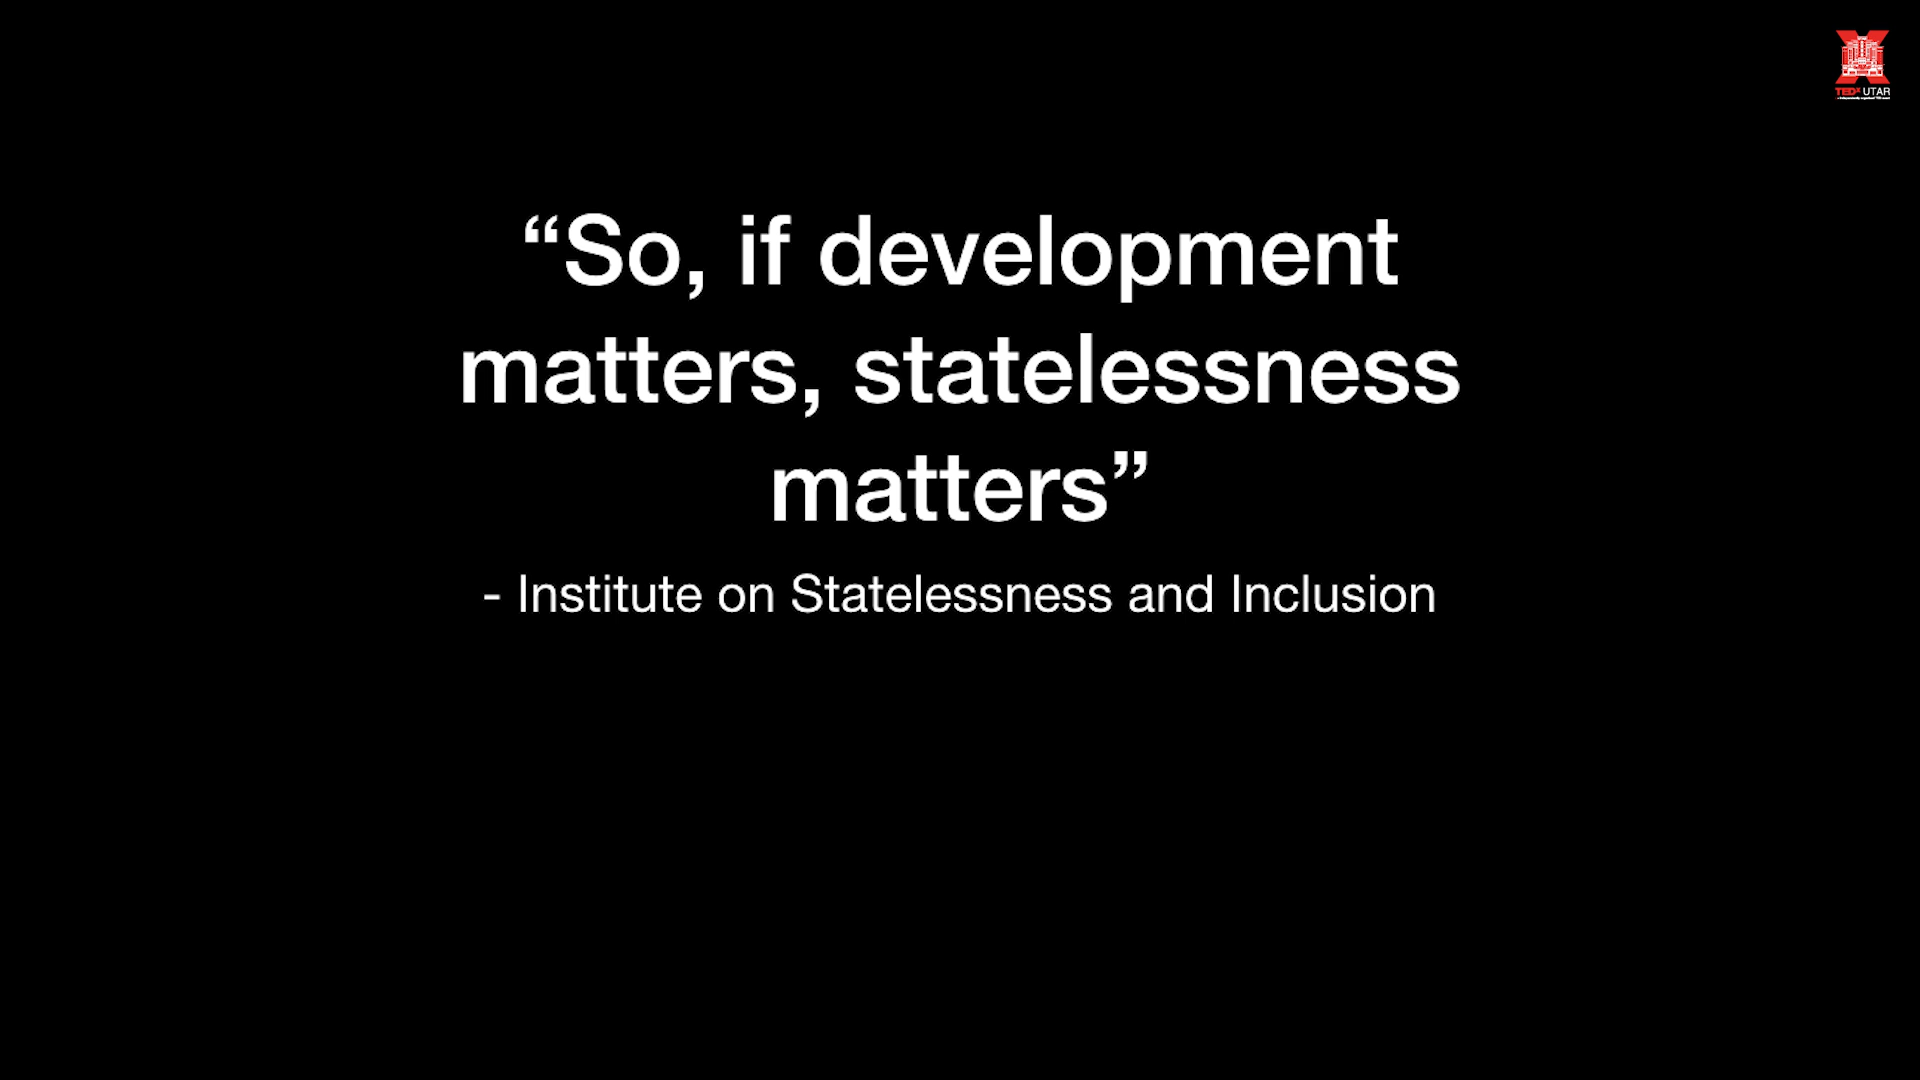 TEDx UTAR
“So, if development
matters, statelessness
matters”
- Institute on Statelessness and Inclusion